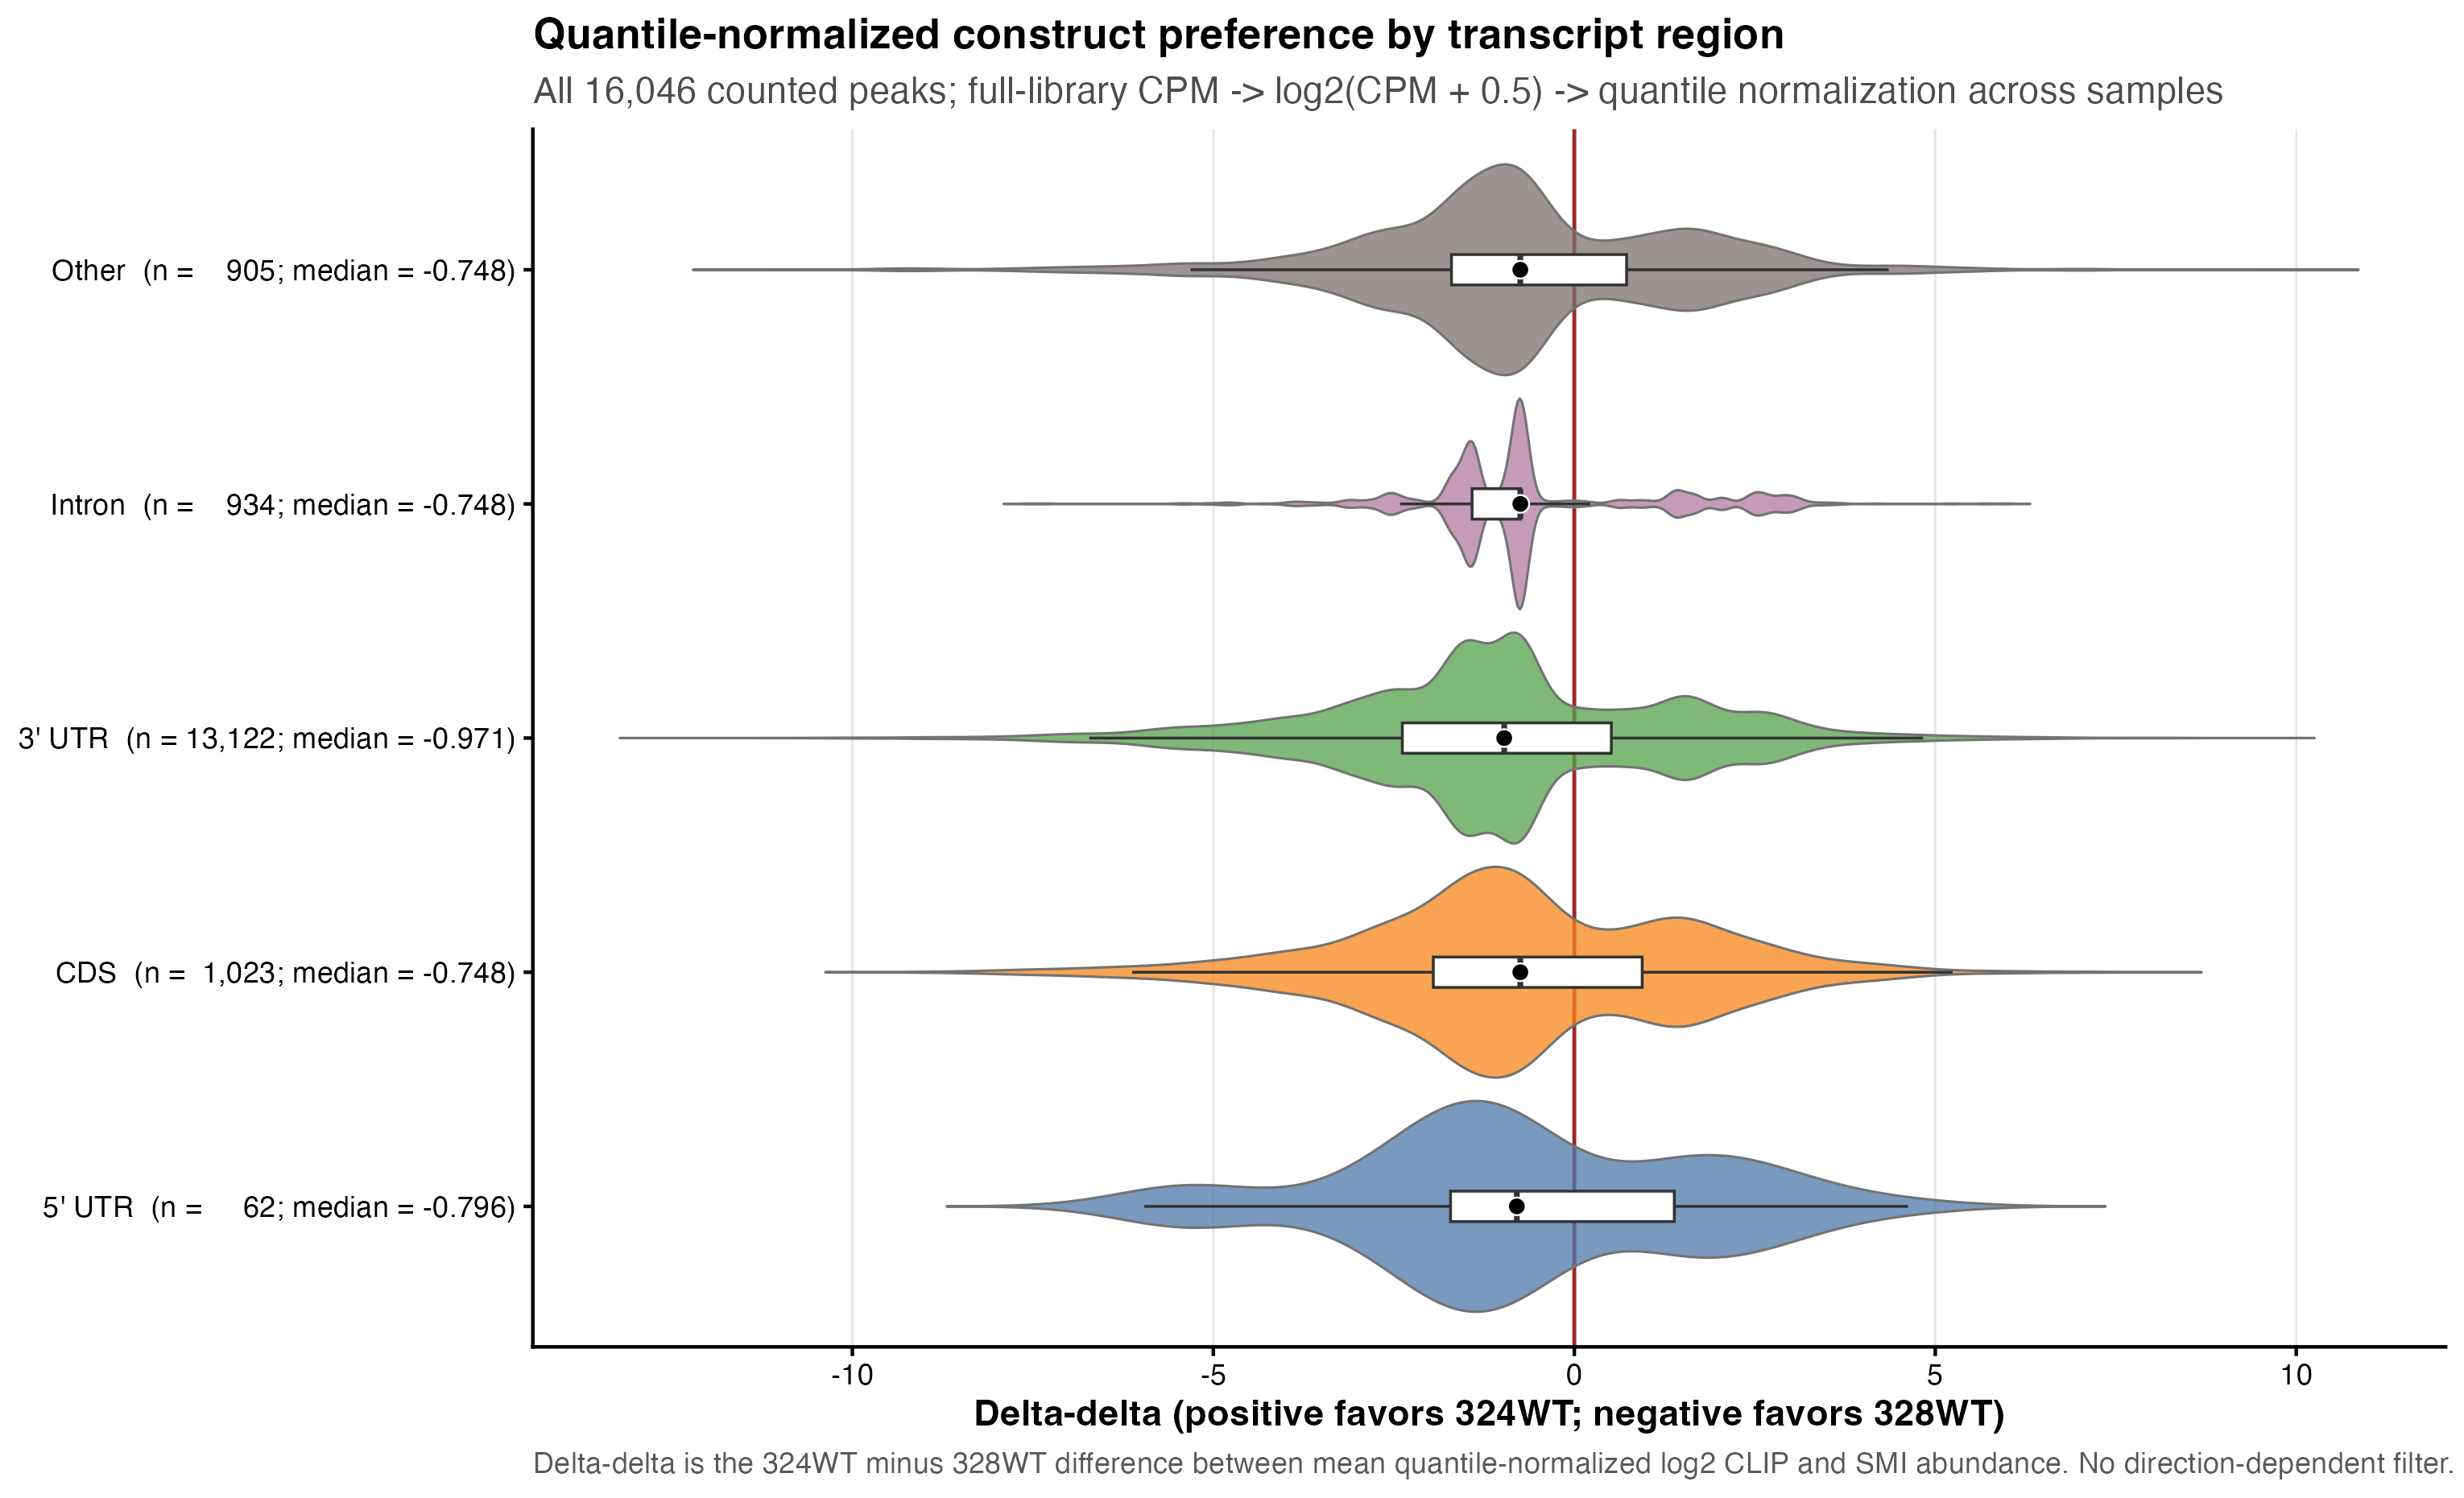 Quantile-normalized construct preference by transcript region
All 16,046 counted peaks; full-library CPM -> log2(CPM + 0.5) -> quantile normalization across samples
Other (n = 905; median = -0.748)
Intron (n = 934; median = -0.748)
3' UTR (n = 13,122; median = -0.971)
CDS (n = 1,023; median = -0.748)
5' UTR (n = 62; median = -0.796)
-10 -5 0 5 10
Delta-delta (positive favors 324WT; negative favors 328WT)
Delta-delta is the 324WT minus 328WT difference between mean quantile-normalized log2 CLIP and SMI abundance. No direction-dependent filter.